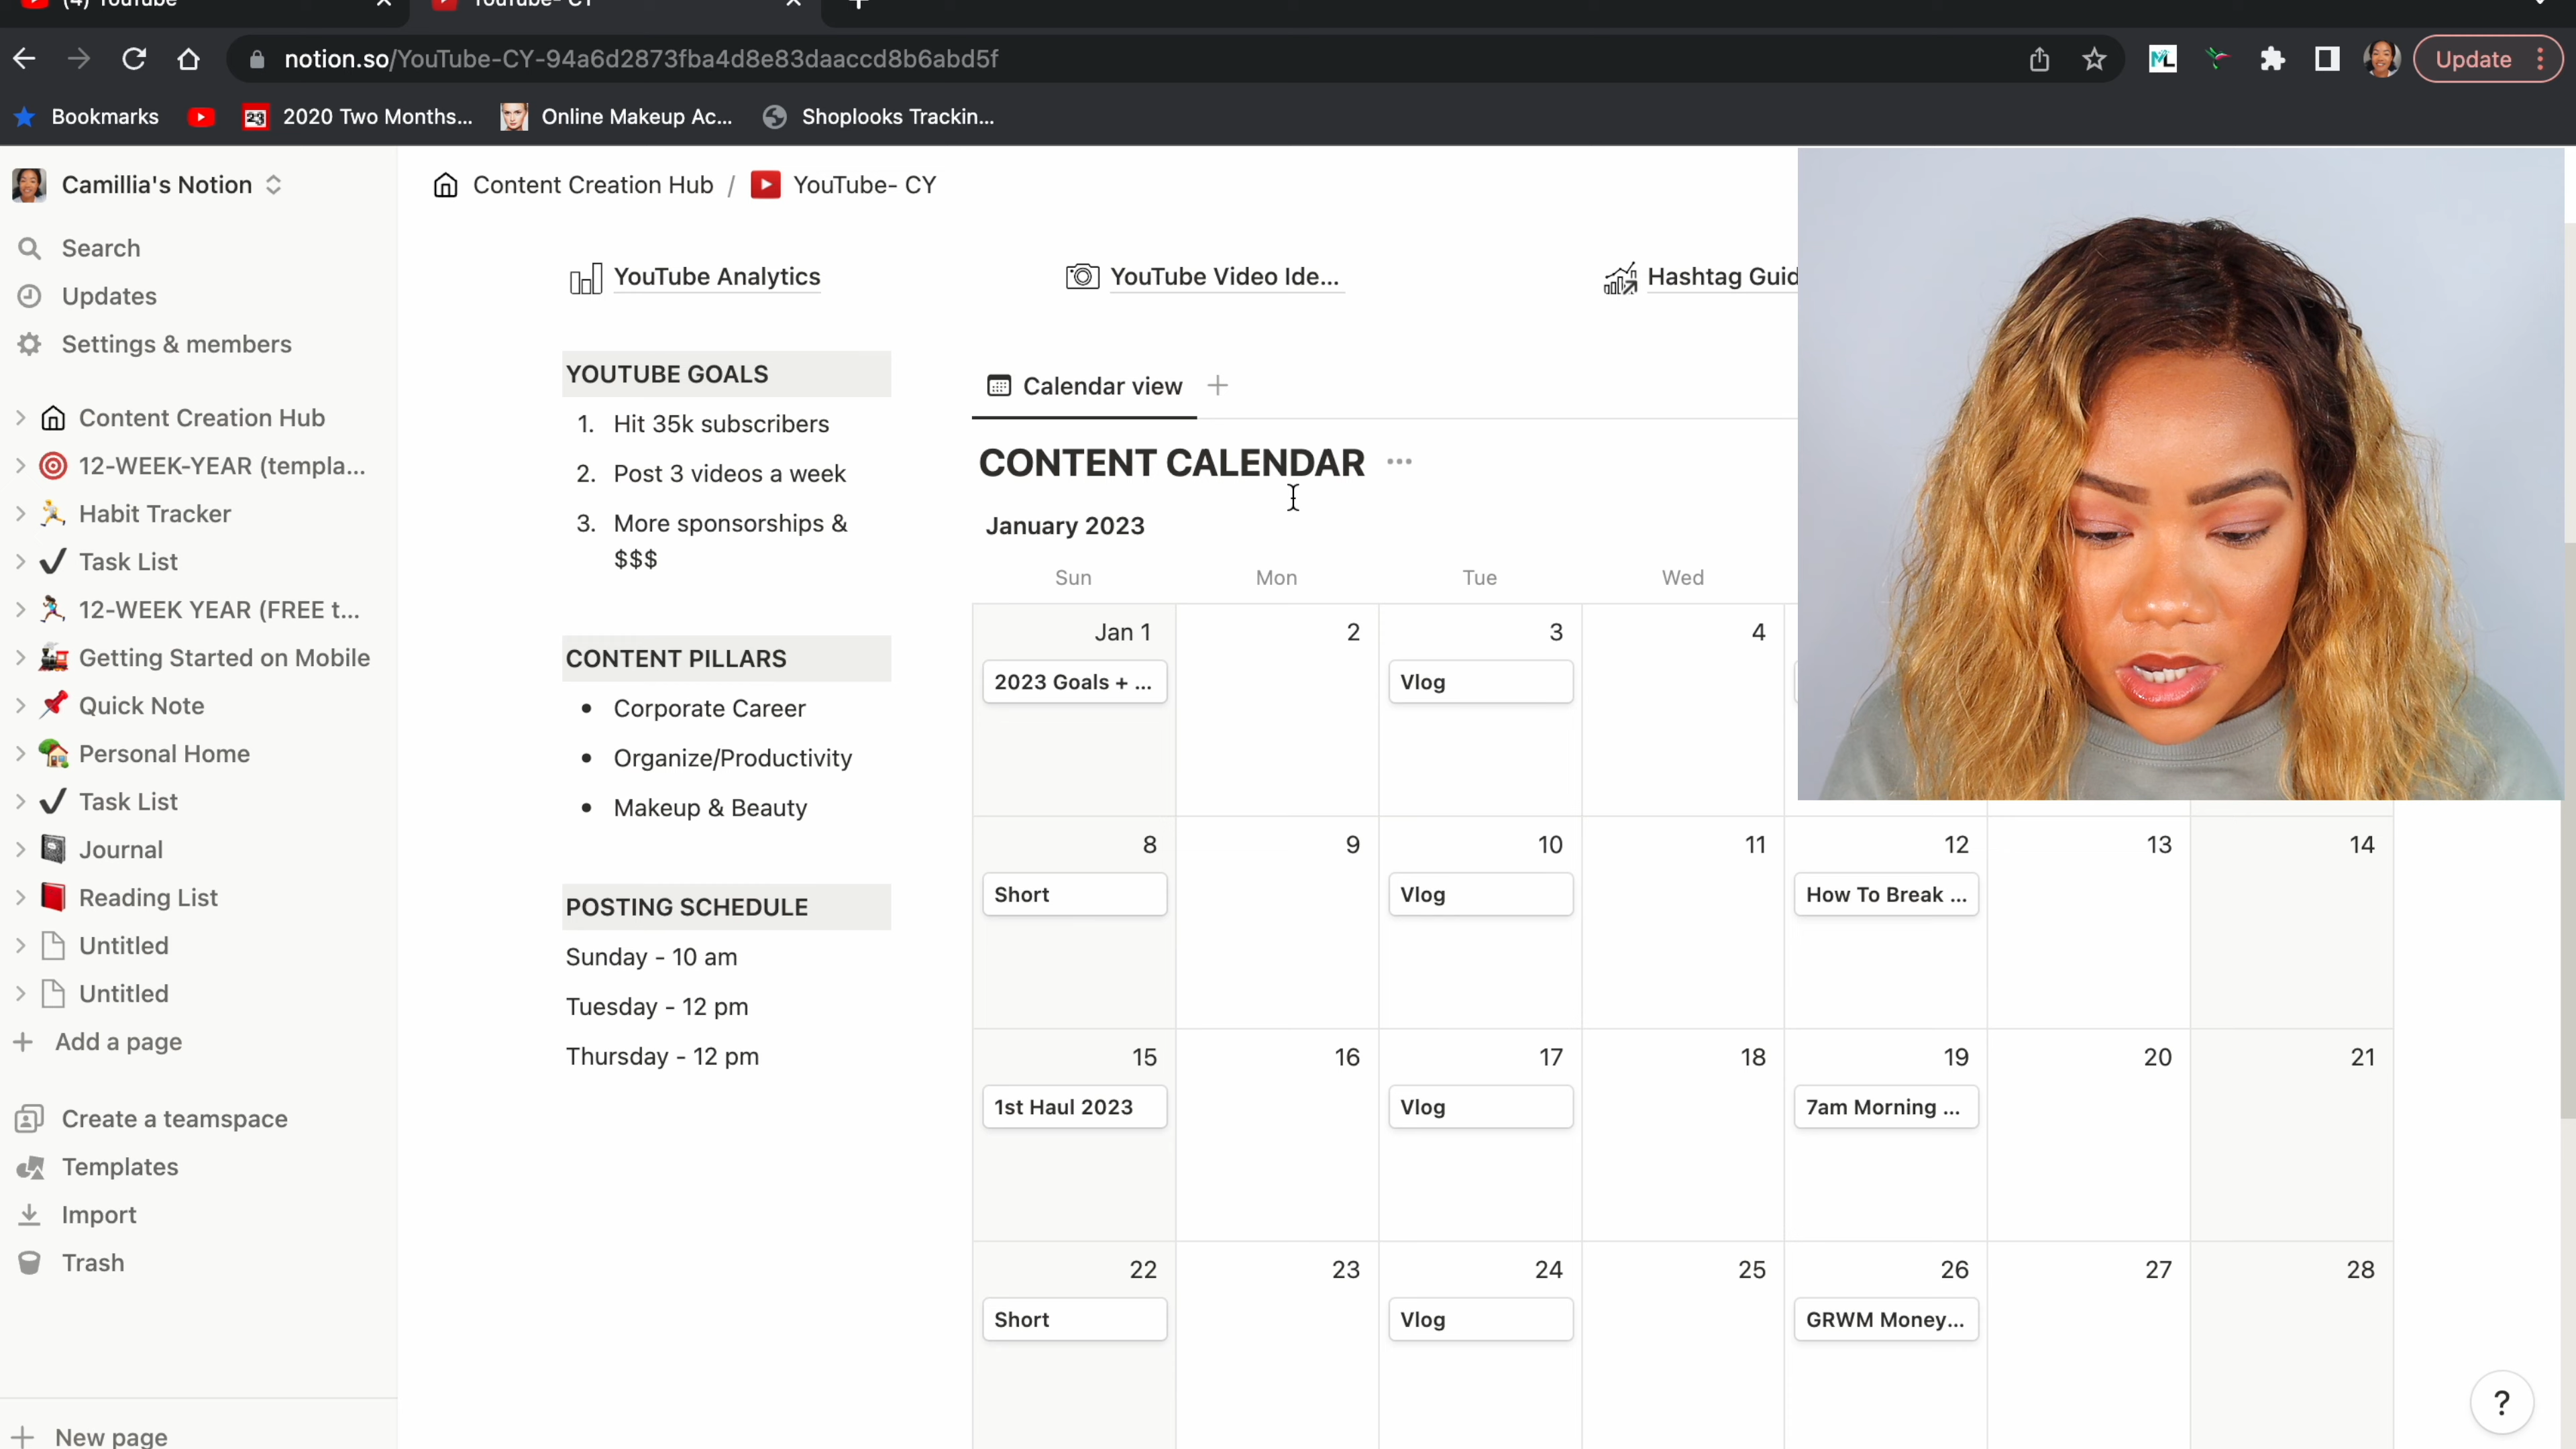 (4) YouTube
YouTube- CY
notion.so/YouTube-CY-94a6d2873fba4d8e83daaccd8b6abd5f
Update
Bookmarks
2020 Two Months...
Online Makeup Ac...
Shoplooks Trackin...
Camillia's Notion
Search
Updates
Settings & members
Content Creation Hub
12-WEEK-YEAR (templa...
Habit Tracker
Task List
12-WEEK YEAR (FREE t...
Getting Started on Mobile
Quick Note
Personal Home
Task List
Journal
Reading List
Untitled
Untitled
Add a page
Create a teamspace
Templates
Import
Trash
New page
Content Creation Hub / YouTube- CY
YouTube Analytics
YouTube Video Ide...
Hashtag Guid
YOUTUBE GOALS
1. Hit 35k subscribers
2. Post 3 videos a week
3. More sponsorships &
$$$
CONTENT PILLARS
• Corporate Career
• Organize/Productivity
• Makeup & Beauty
POSTING SCHEDULE
Sunday - 10 am
Tuesday - 12 pm
Thursday - 12 pm
Calendar view
CONTENT CALENDAR
January 2023
Sun Mon Tue Wed
Jan 1 2 3 4
2023 Goals + ... Vlog
8 9 10 11 12 13 14
Short Vlog How To Break ...
15 16 17 18 19 20 21
1st Haul 2023 Vlog 7am Morning ...
22 23 24 25 26 27 28
Short Vlog GRWM Money...
?